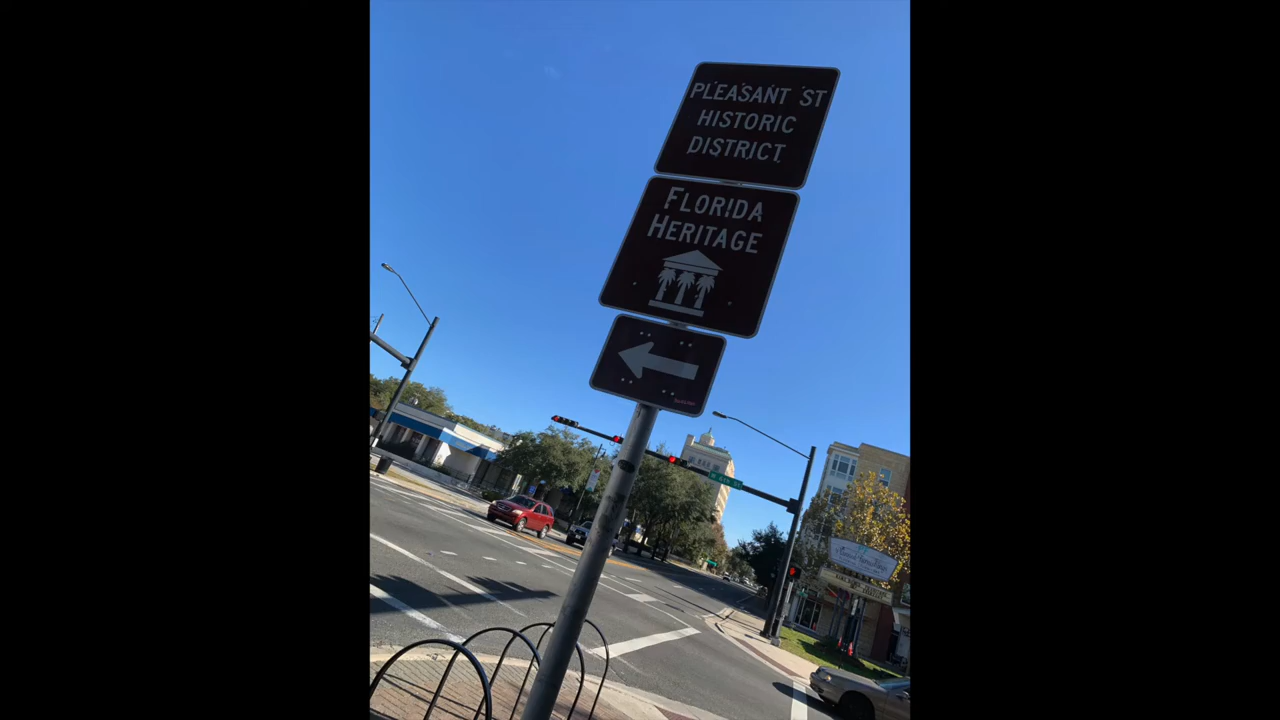 PLEASANT ST
HISTORIC
DISTRICT
FLORIDA
HERITAGE